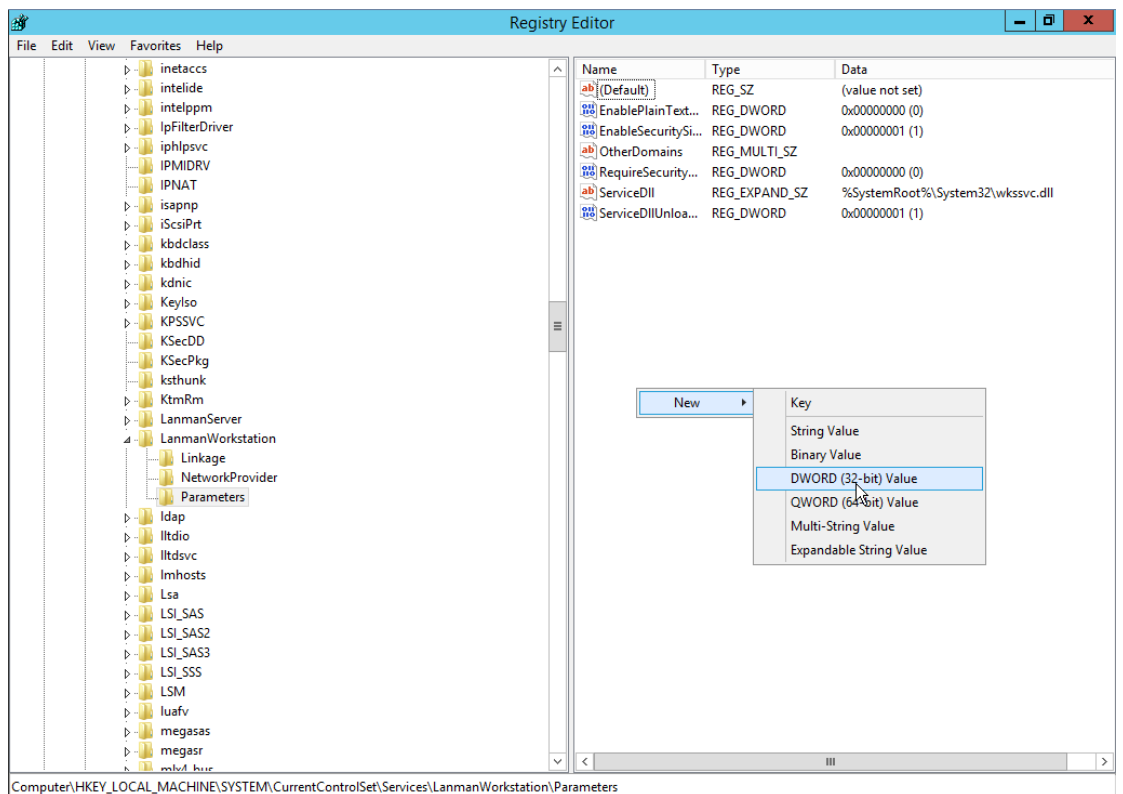 Registry Editor
File Edit View Favorites Help
inetaccs
intelide
intelppm
IpFilterDriver
iphlpsvc
IPMIDRV
IPNAT
isapnp
iScsiPrt
kbdclass
kbdhid
kdnic
KeyIso
KPSSVC
KSecDD
KSecPkg
ksthunk
KtmRm
LanmanServer
LanmanWorkstation
Linkage
NetworkProvider
Parameters
ldap
lltdio
lltdsvc
lmhosts
Lsa
LSI_SAS
LSI_SAS2
LSI_SAS3
LSI_SSS
LSM
luafv
megasas
megasr
mlx4_bus
Name Type Data
(Default) REG_SZ (value not set)
EnablePlainText... REG_DWORD 0x00000000 (0)
EnableSecuritySi... REG_DWORD 0x00000001 (1)
OtherDomains REG_MULTI_SZ
RequireSecurity... REG_DWORD 0x00000000 (0)
ServiceDll REG_EXPAND_SZ %SystemRoot%\System32\wkssvc.dll
ServiceDllUnloa... REG_DWORD 0x00000001 (1)
New
Key
String Value
Binary Value
DWORD (32-bit) Value
QWORD (64-bit) Value
Multi-String Value
Expandable String Value
Computer\HKEY_LOCAL_MACHINE\SYSTEM\CurrentControlSet\Services\LanmanWorkstation\Parameters